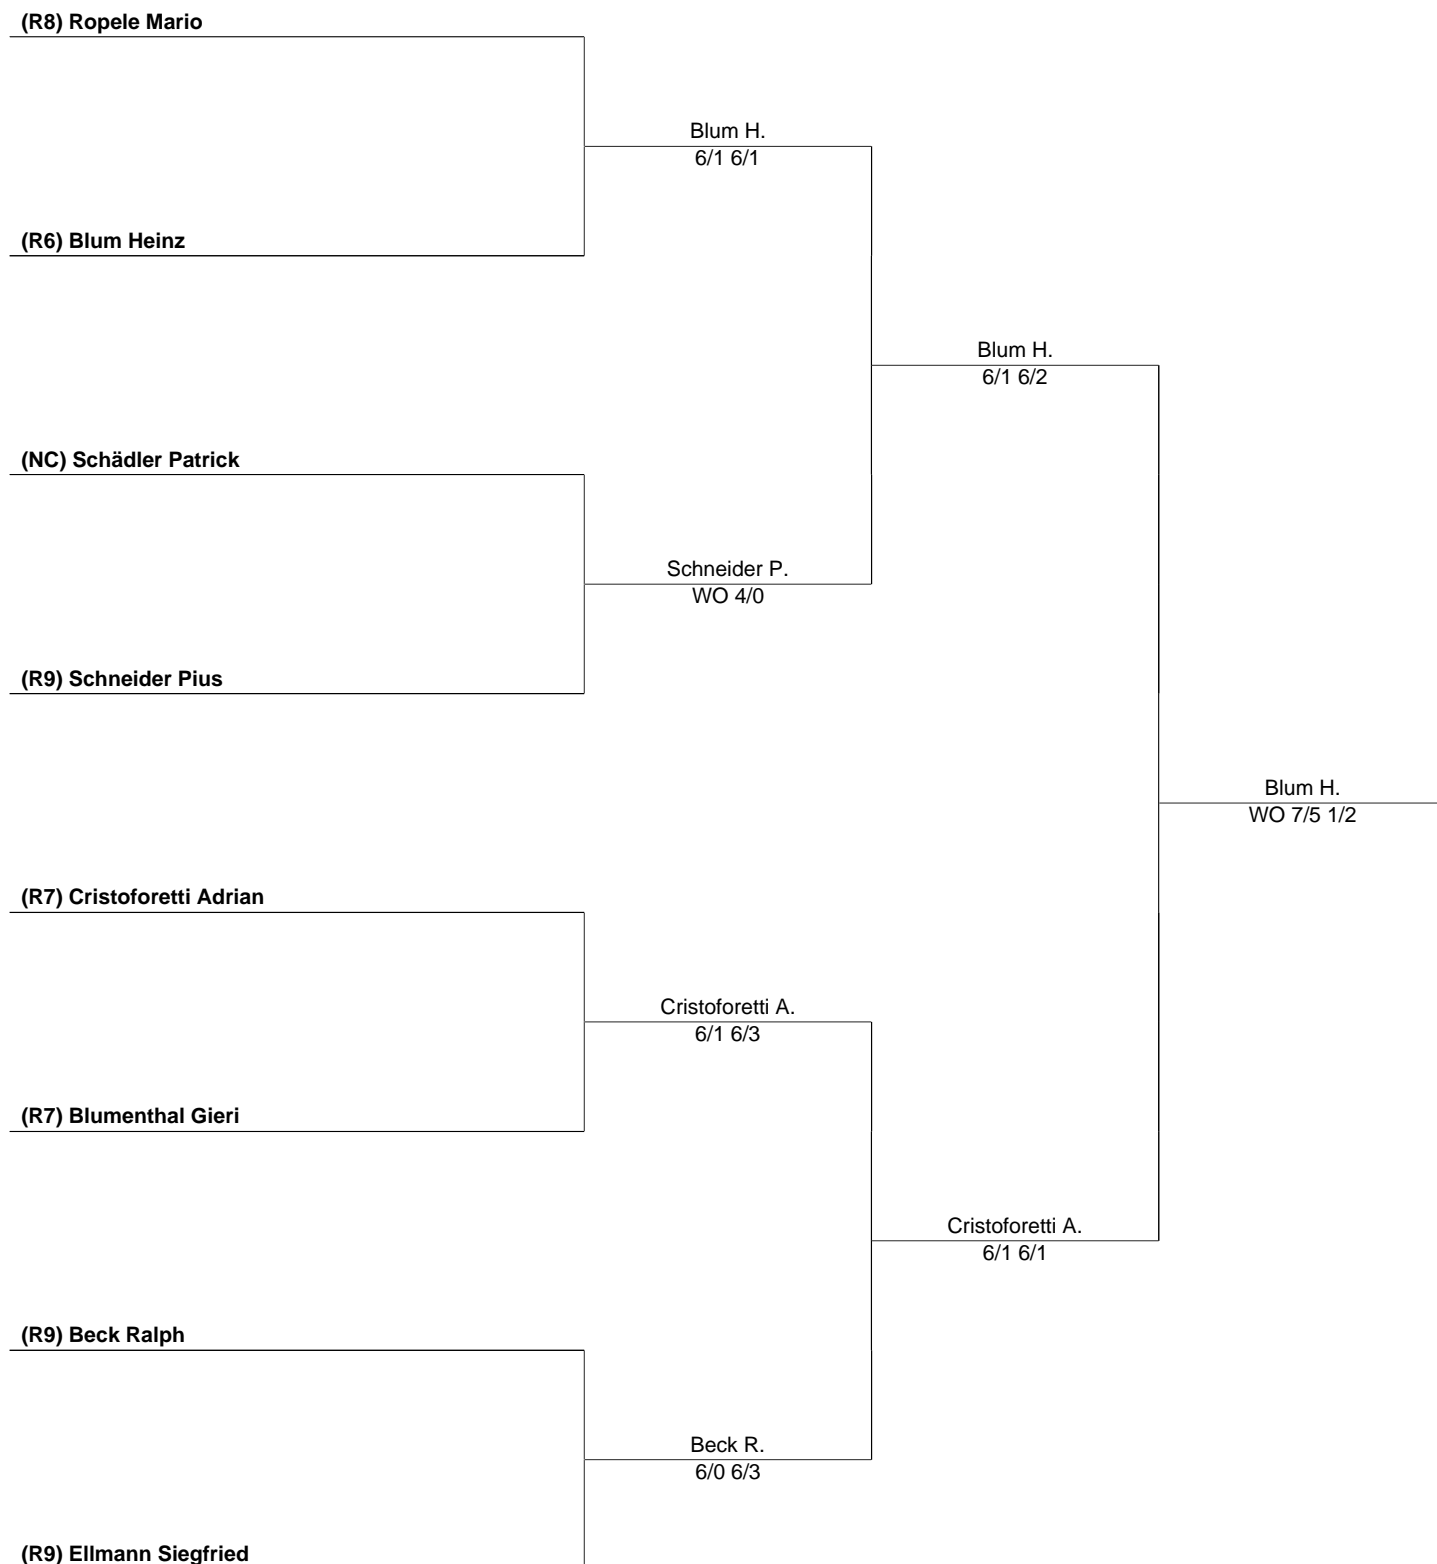 (R8) Ropele Mario
Blum H.
6/1 6/1
(R6) Blum Heinz
Blum H.
6/1 6/2
(NC) Schädler Patrick
Schneider P.
WO 4/0
(R9) Schneider Pius
Blum H.
WO 7/5 1/2
(R7) Cristoforetti Adrian
Cristoforetti A.
6/1 6/3
(R7) Blumenthal Gieri
Cristoforetti A.
6/1 6/1
(R9) Beck Ralph
Beck R.
6/0 6/3
(R9) Ellmann Siegfried